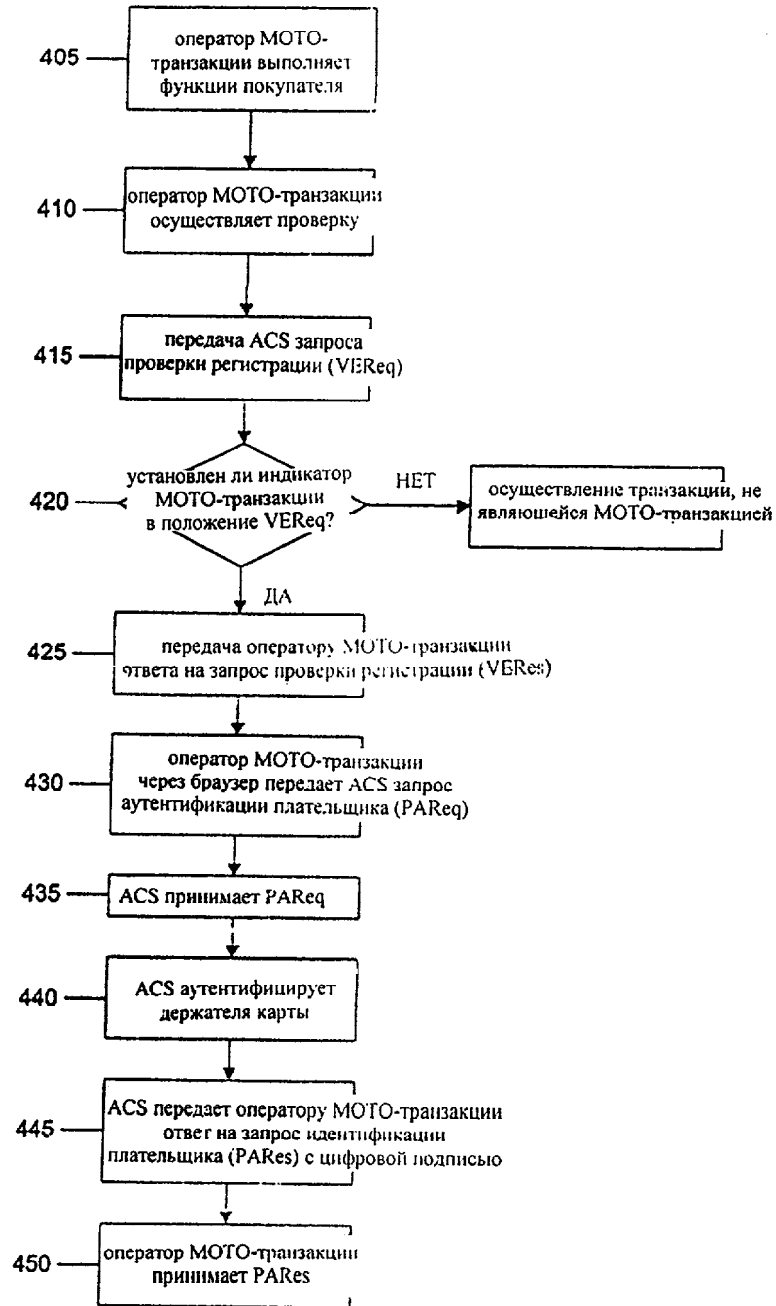 405
оператор МОТО-
транзакции выполняет
функции покупателя
410
оператор МОТО-транзакции
осуществляет проверку
415
передача ACS запроса
проверки регистрации (VEReq)
420
установлен ли индикатор
МОТО-транзакции
в положение VEReq?
НЕТ
осуществление транзакции, не
являюшейся МОТО-транзакцией
ДА
425
передача оператору МОТО-транзакции
ответа на запрос проверки регистрации (VERes)
430
оператор МОТО-транзакции
через браузер передает ACS запрос
аутентификации плательщика (PAReq)
435
ACS принимает PAReq
440
ACS аутентифицирует
держателя карты
445
ACS передает оператору МОТО-транзакции
ответ на запрос идентификации
плательщика (PARes) с цифровой подписью
450
оператор МОТО-транзакции
принимает PARes